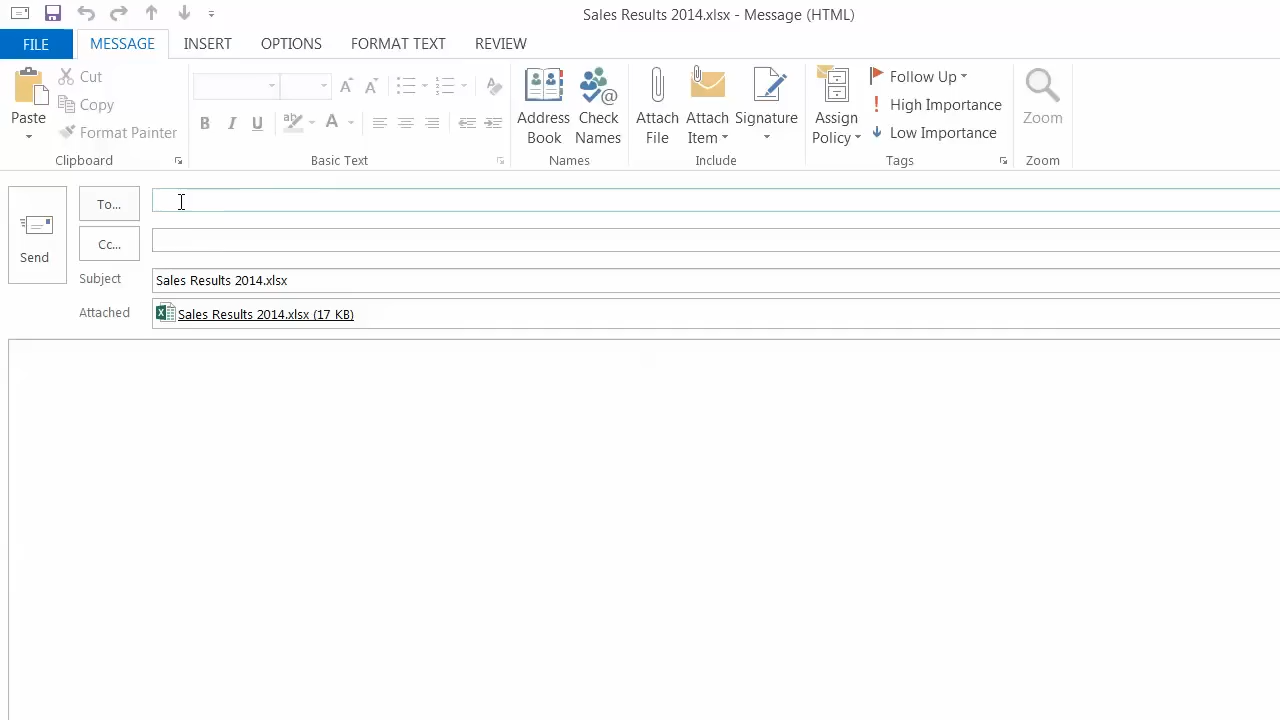 Sales Results 2014.xlsx - Message (HTML)
FILE MESSAGE INSERT OPTIONS FORMAT TEXT REVIEW
Paste
Cut
Copy
Format Painter
Clipboard
B I U A
Basic Text
Address Book
Check Names
Names
Attach File
Attach Item
Signature
Include
Assign Policy
Follow Up
High Importance
Low Importance
Tags
Zoom
Zoom
Send
To...
Cc...
Subject Sales Results 2014.xlsx
Attached Sales Results 2014.xlsx (17 KB)